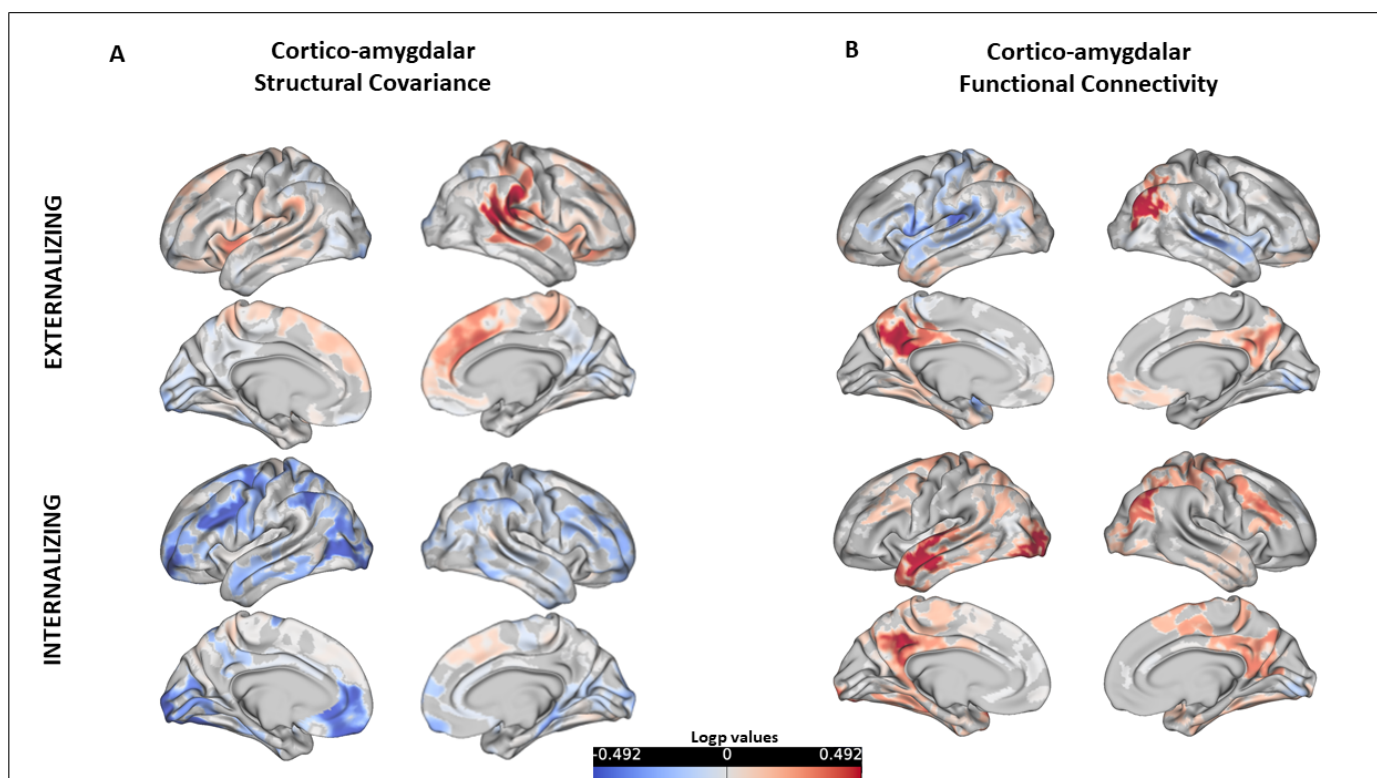 A
Cortico-amygdalar
Structural Covariance
B
Cortico-amygdalar
Functional Connectivity
EXTERNALIZING
INTERNALIZING
Logp values
-0.492 0 0.492